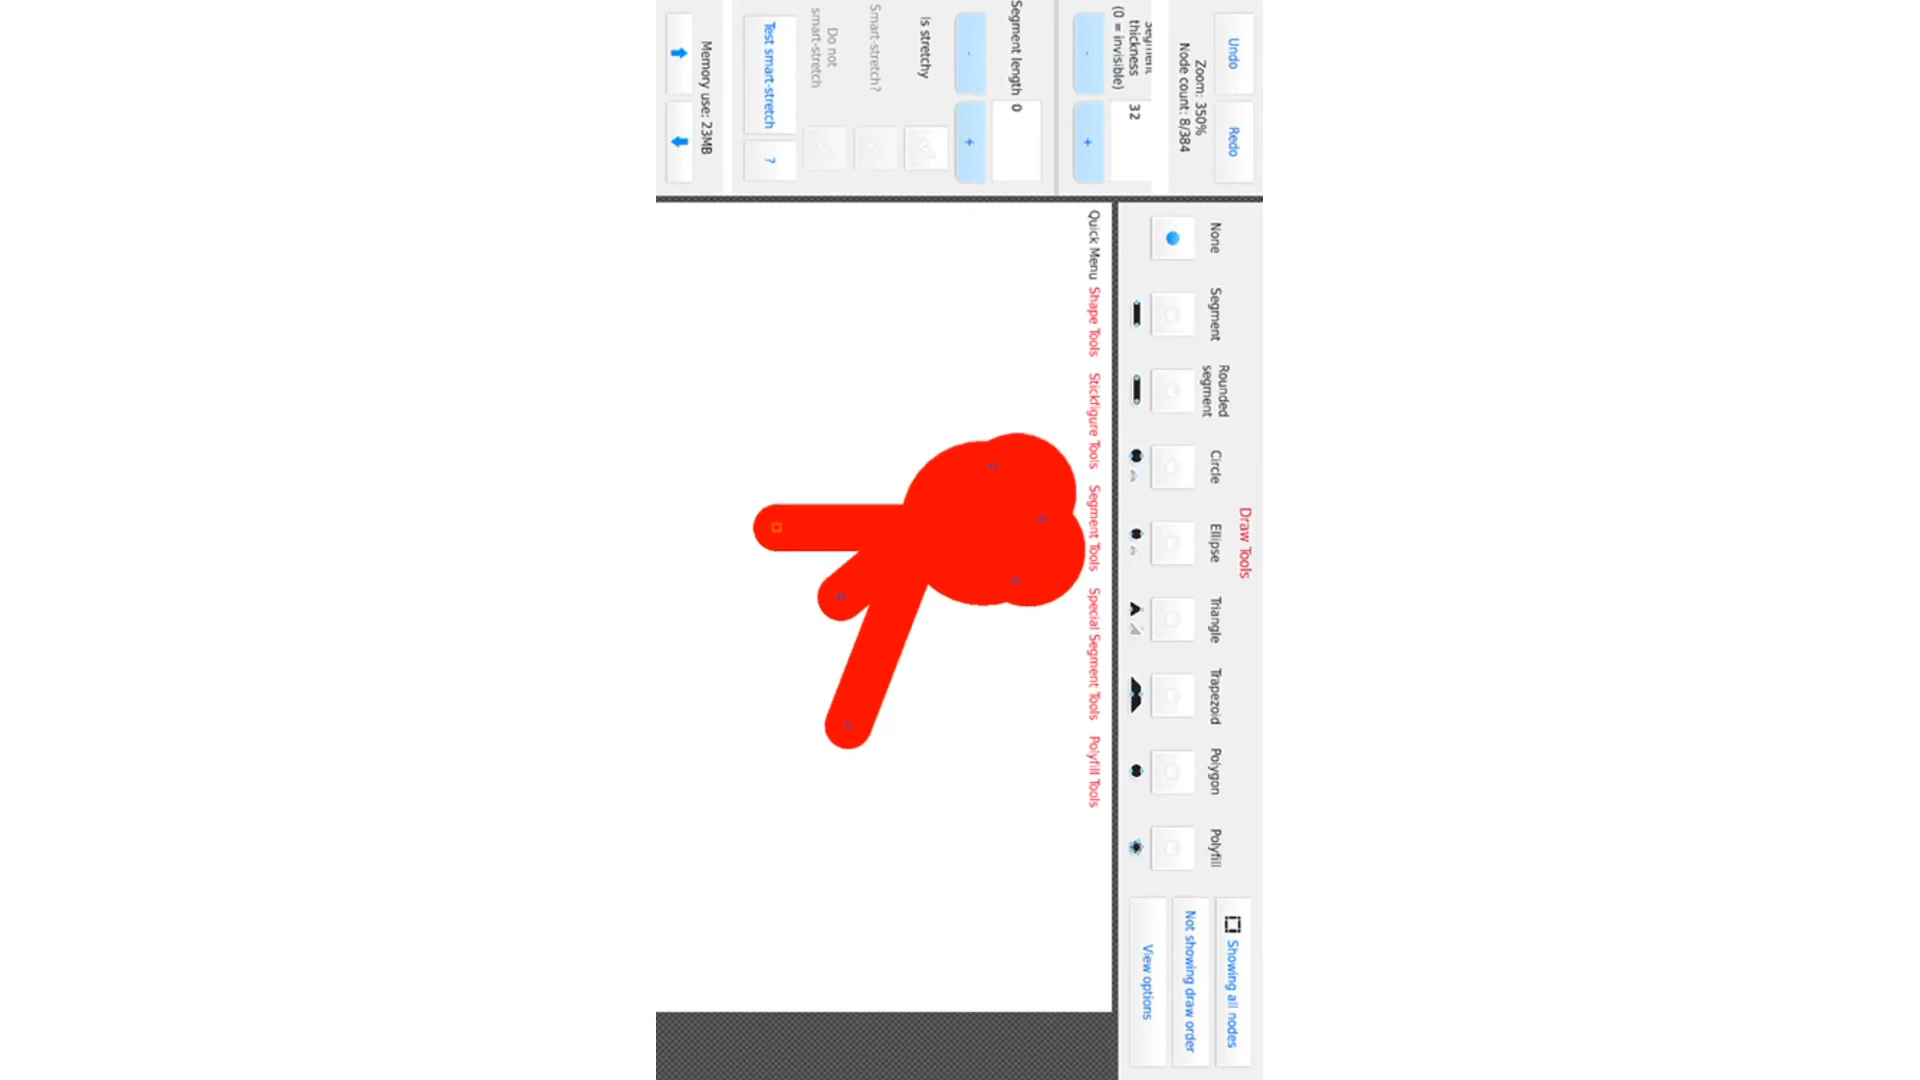 Undo
Redo
Zoom: 350%
Node count: 8/384
thickness
(0 = invisible)
32
-
+
Segment length
0
-
+
Is stretchy
Smart-stretch?
Do not
smart-stretch
Test smart-stretch
?
Memory use: 23MB
Draw Tools
None
Segment
Rounded
segment
Circle
Ellipse
Triangle
Trapezoid
Polygon
Polyfill
Showing all nodes
Not showing draw order
View options
Quick Menu Shape Tools Stickfigure Tools Segment Tools Special Segment Tools Polyfill Tools